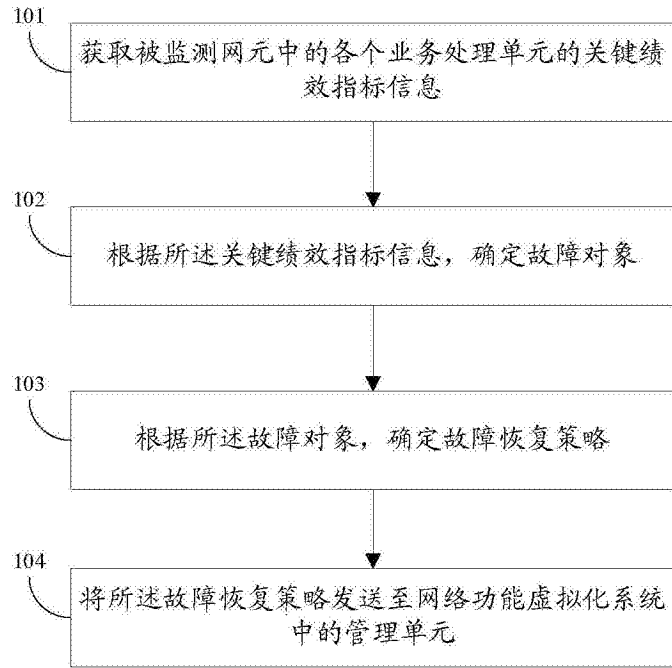 101
获取被监测网元中的各个业务处理单元的关键绩
效指标信息
102
根据所述关键绩效指标信息，确定故障对象
103
根据所述故障对象，确定故障恢复策略
104
将所述故障恢复策略发送至网络功能虚拟化系统
中的管理单元